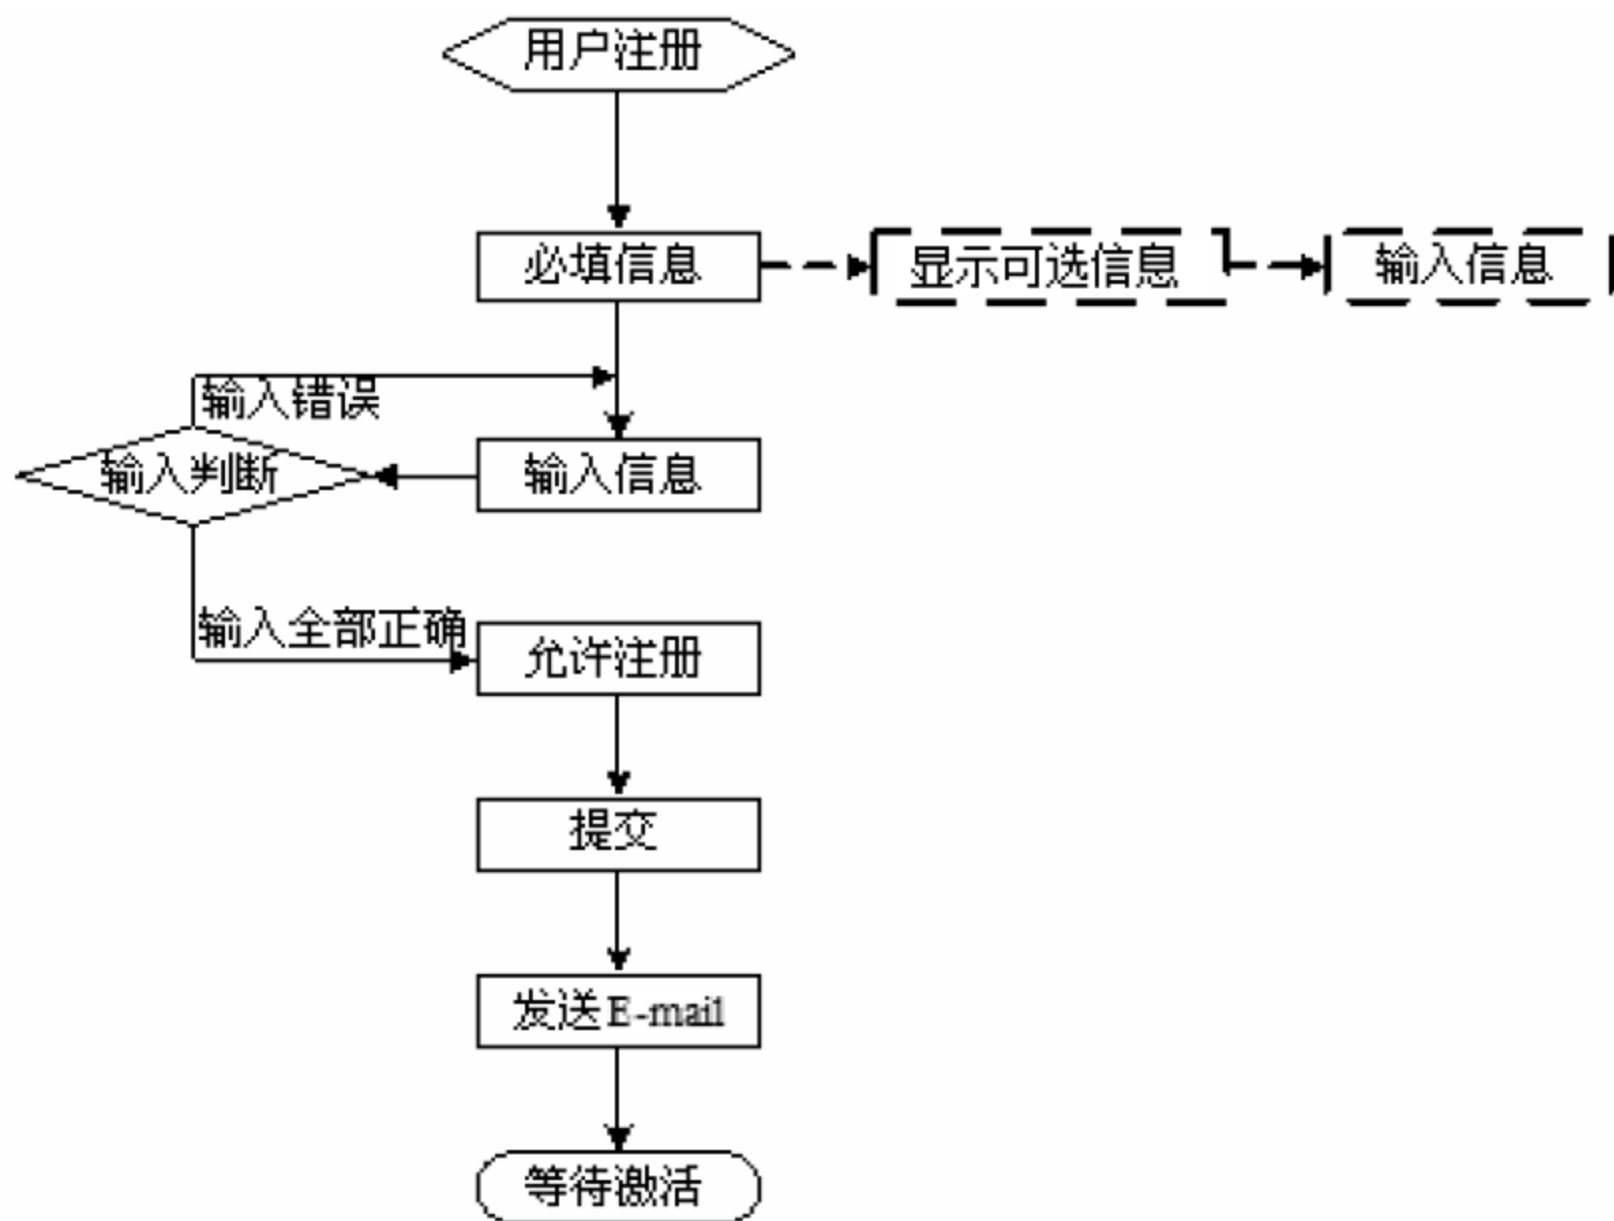 用户注册
必填信息
显示可选信息
输入信息
输入错误
输入判断
输入信息
输入全部正确
允许注册
提交
发送E-mail
等待激活